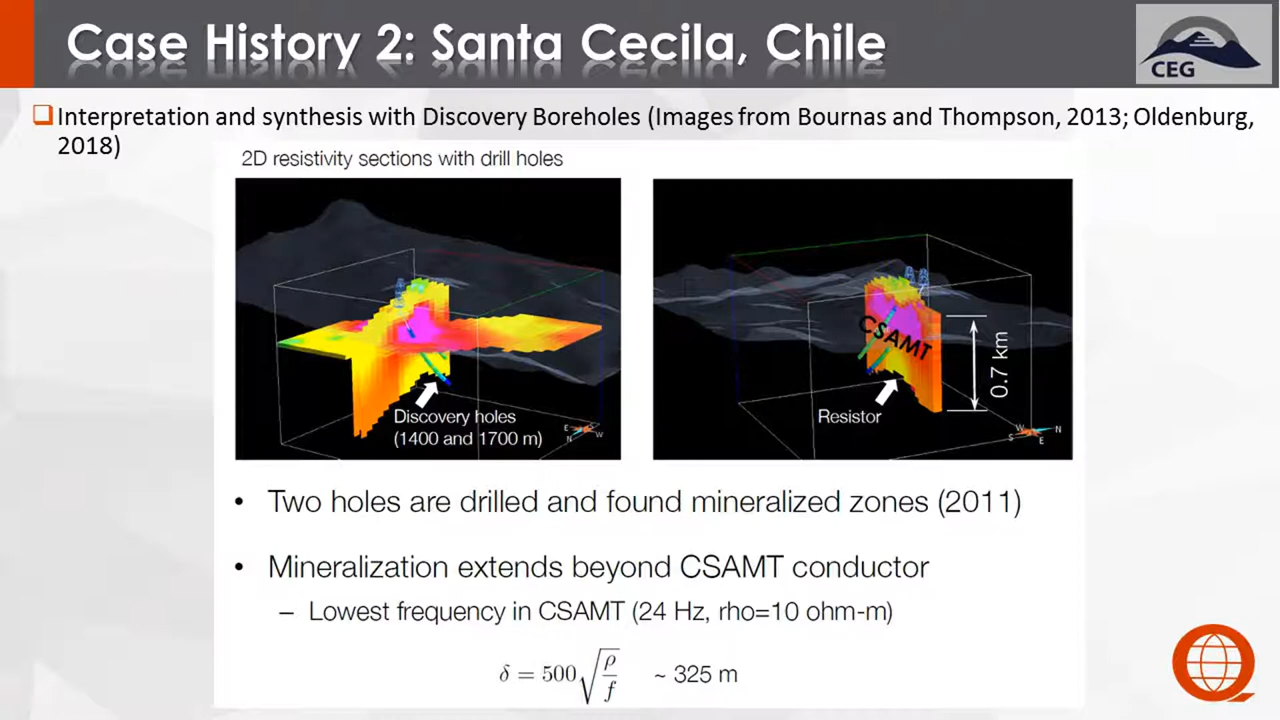 Case History 2: Santa Cecila, Chile
CEG
Interpretation and synthesis with Discovery Boreholes (Images from Bournas and Thompson, 2013; Oldenburg,
2018)
2D resistivity sections with drill holes
Discovery holes
(1400 and 1700 m)
E
N
W
CSAMT
0.7 km
Resistor
W
N
S
E
• Two holes are drilled and found mineralized zones (2011)
• Mineralization extends beyond CSAMT conductor
– Lowest frequency in CSAMT (24 Hz, rho=10 ohm-m)
δ = 500√(ρ/f) ~ 325 m